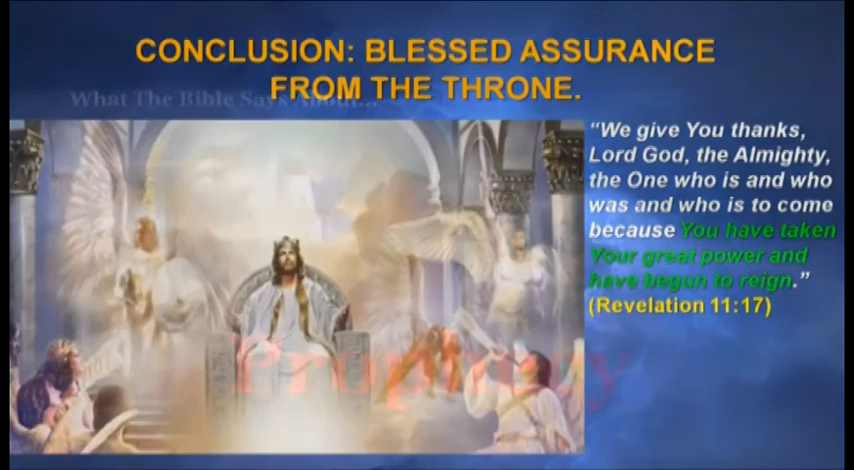 CONCLUSION: BLESSED ASSURANCE
FROM THE THRONE.
What The Bible Says About...
“We give You thanks,
Lord God, the Almighty,
the One who is and who
was and who is to come
because You have taken
Your great power and
have begun to reign.”
(Revelation 11:17)
Prophecy